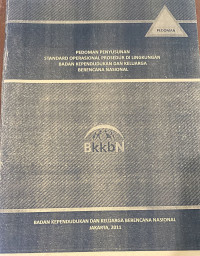 PEDOMAN
PEDOMAN PENYUSUNAN
STANDARD OPERASIONAL PROSEDUR DI LINGKUNGAN
BADAN KEPENDUDUKAN DAN KELUARGA
BERENCANA NASIONAL
BkkbN
BADAN KEPENDUDUKAN DAN KELUARGA BERENCANA NASIONAL
JAKARTA, 2011